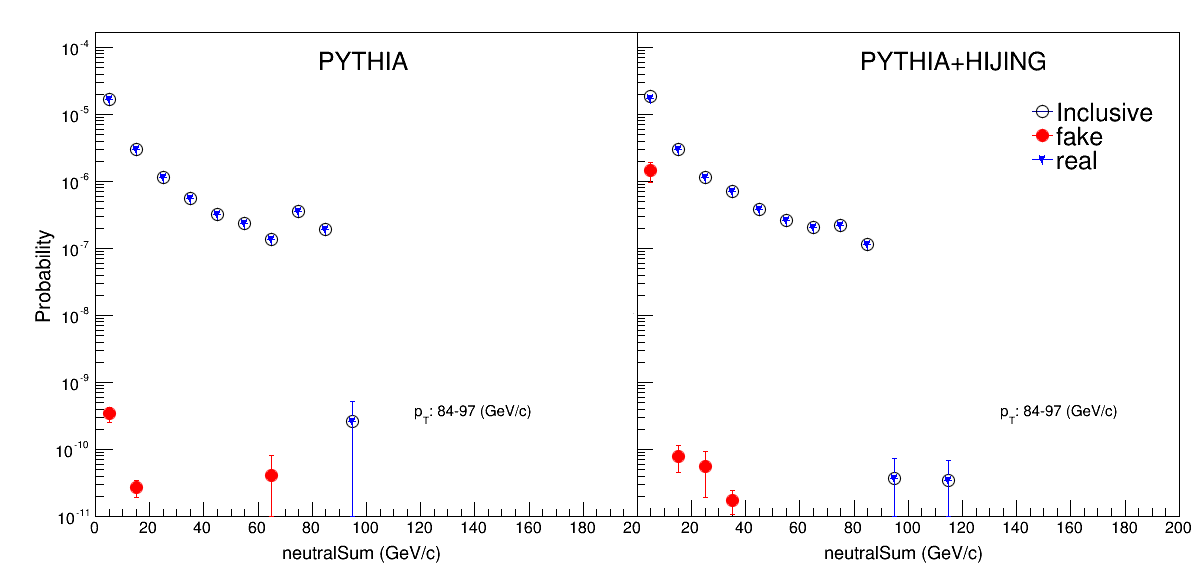 PYTHIA
PYTHIA+HIJING
Inclusive
fake
real
Probability
10⁻⁴
10⁻⁵
10⁻⁶
10⁻⁷
10⁻⁸
10⁻⁹
10⁻¹⁰
10⁻¹¹
p_T: 84-97 (GeV/c)
p_T: 84-97 (GeV/c)
0 20 40 60 80 100 120 140 160 180 20
20 40 60 80 100 120 140 160 180 200
neutralSum (GeV/c)
neutralSum (GeV/c)